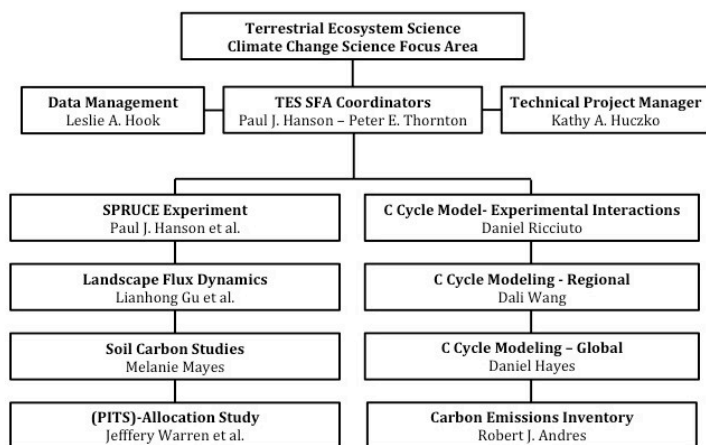 Terrestrial Ecosystem Science
Climate Change Science Focus Area
Data Management
Leslie A. Hook
TES SFA Coordinators
Paul J. Hanson – Peter E. Thornton
Technical Project Manager
Kathy A. Huczko
SPRUCE Experiment
Paul J. Hanson et al.
C Cycle Model- Experimental Interactions
Daniel Ricciuto
Landscape Flux Dynamics
Lianhong Gu et al.
C Cycle Modeling - Regional
Dali Wang
Soil Carbon Studies
Melanie Mayes
C Cycle Modeling – Global
Daniel Hayes
(PITS)-Allocation Study
Jefffery Warren et al.
Carbon Emissions Inventory
Robert J. Andres